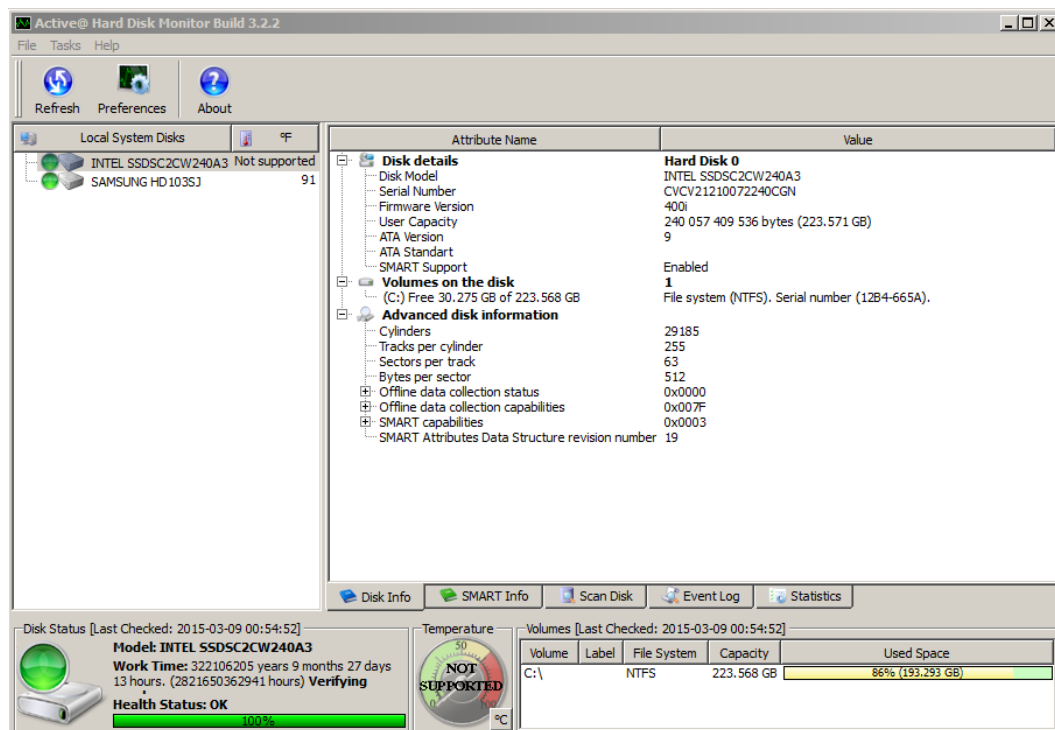 Active@ Hard Disk Monitor Build 3.2.2
File Tasks Help
Refresh Preferences About
Local System Disks °F
INTEL SSDSC2CW240A3 Not supported
SAMSUNG HD103SJ 91
Attribute Name Value
Disk details Hard Disk 0
Disk Model INTEL SSDSC2CW240A3
Serial Number CVCV21210072240CGN
Firmware Version 400i
User Capacity 240 057 409 536 bytes (223.571 GB)
ATA Version 9
ATA Standart
SMART Support Enabled
Volumes on the disk 1
(C:) Free 30.275 GB of 223.568 GB File system (NTFS). Serial number (12B4-665A).
Advanced disk information
Cylinders 29185
Tracks per cylinder 255
Sectors per track 63
Bytes per sector 512
Offline data collection status 0x0000
Offline data collection capabilities 0x007F
SMART capabilities 0x0003
SMART Attributes Data Structure revision number 19
Disk Info SMART Info Scan Disk Event Log Statistics
Disk Status [Last Checked: 2015-03-09 00:54:52]
Model: INTEL SSDSC2CW240A3
Work Time: 322106205 years 9 months 27 days
13 hours. (2821650362941 hours) Verifying
Health Status: OK
100%
Temperature
50
NOT
SUPPORTED
0 100
°C
Volumes [Last Checked: 2015-03-09 00:54:52]
Volume Label File System Capacity Used Space
C:\ NTFS 223.568 GB 86% (193.293 GB)